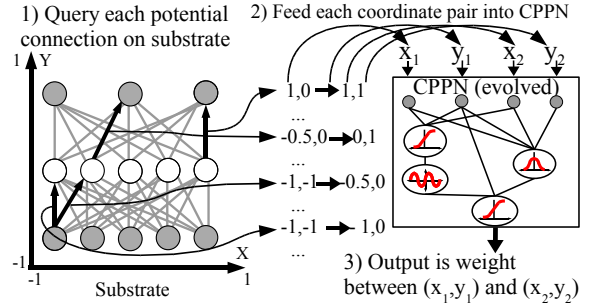 1) Query each potential
connection on substrate
2) Feed each coordinate pair into CPPN
1 Y
X
-1
-1
1
Substrate
1,0 1,1
...
-0.5,0 0,1
...
-1,-1 -0.5,0
...
-1,-1 1,0
...
x1 y1 x2 y2
CPPN (evolved)
3) Output is weight
between (x1,y1) and (x2,y2)